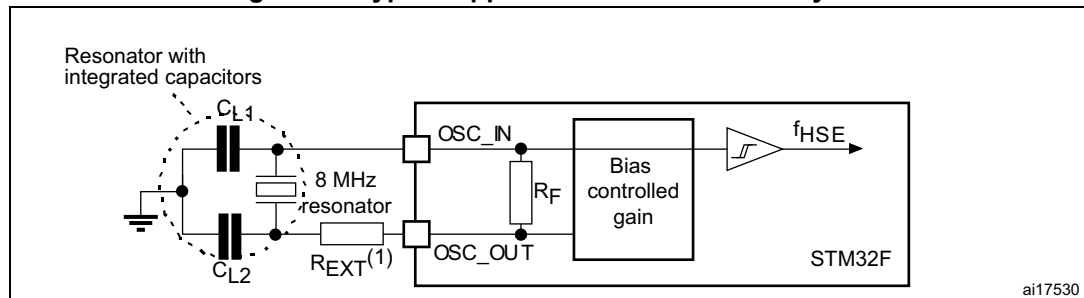 Resonator with
integrated capacitors
CL1
OSC_IN
fHSE
8 MHz
resonator
RF
Bias
controlled
gain
REXT(1)
OSC_OUT
STM32F
CL2
ai17530